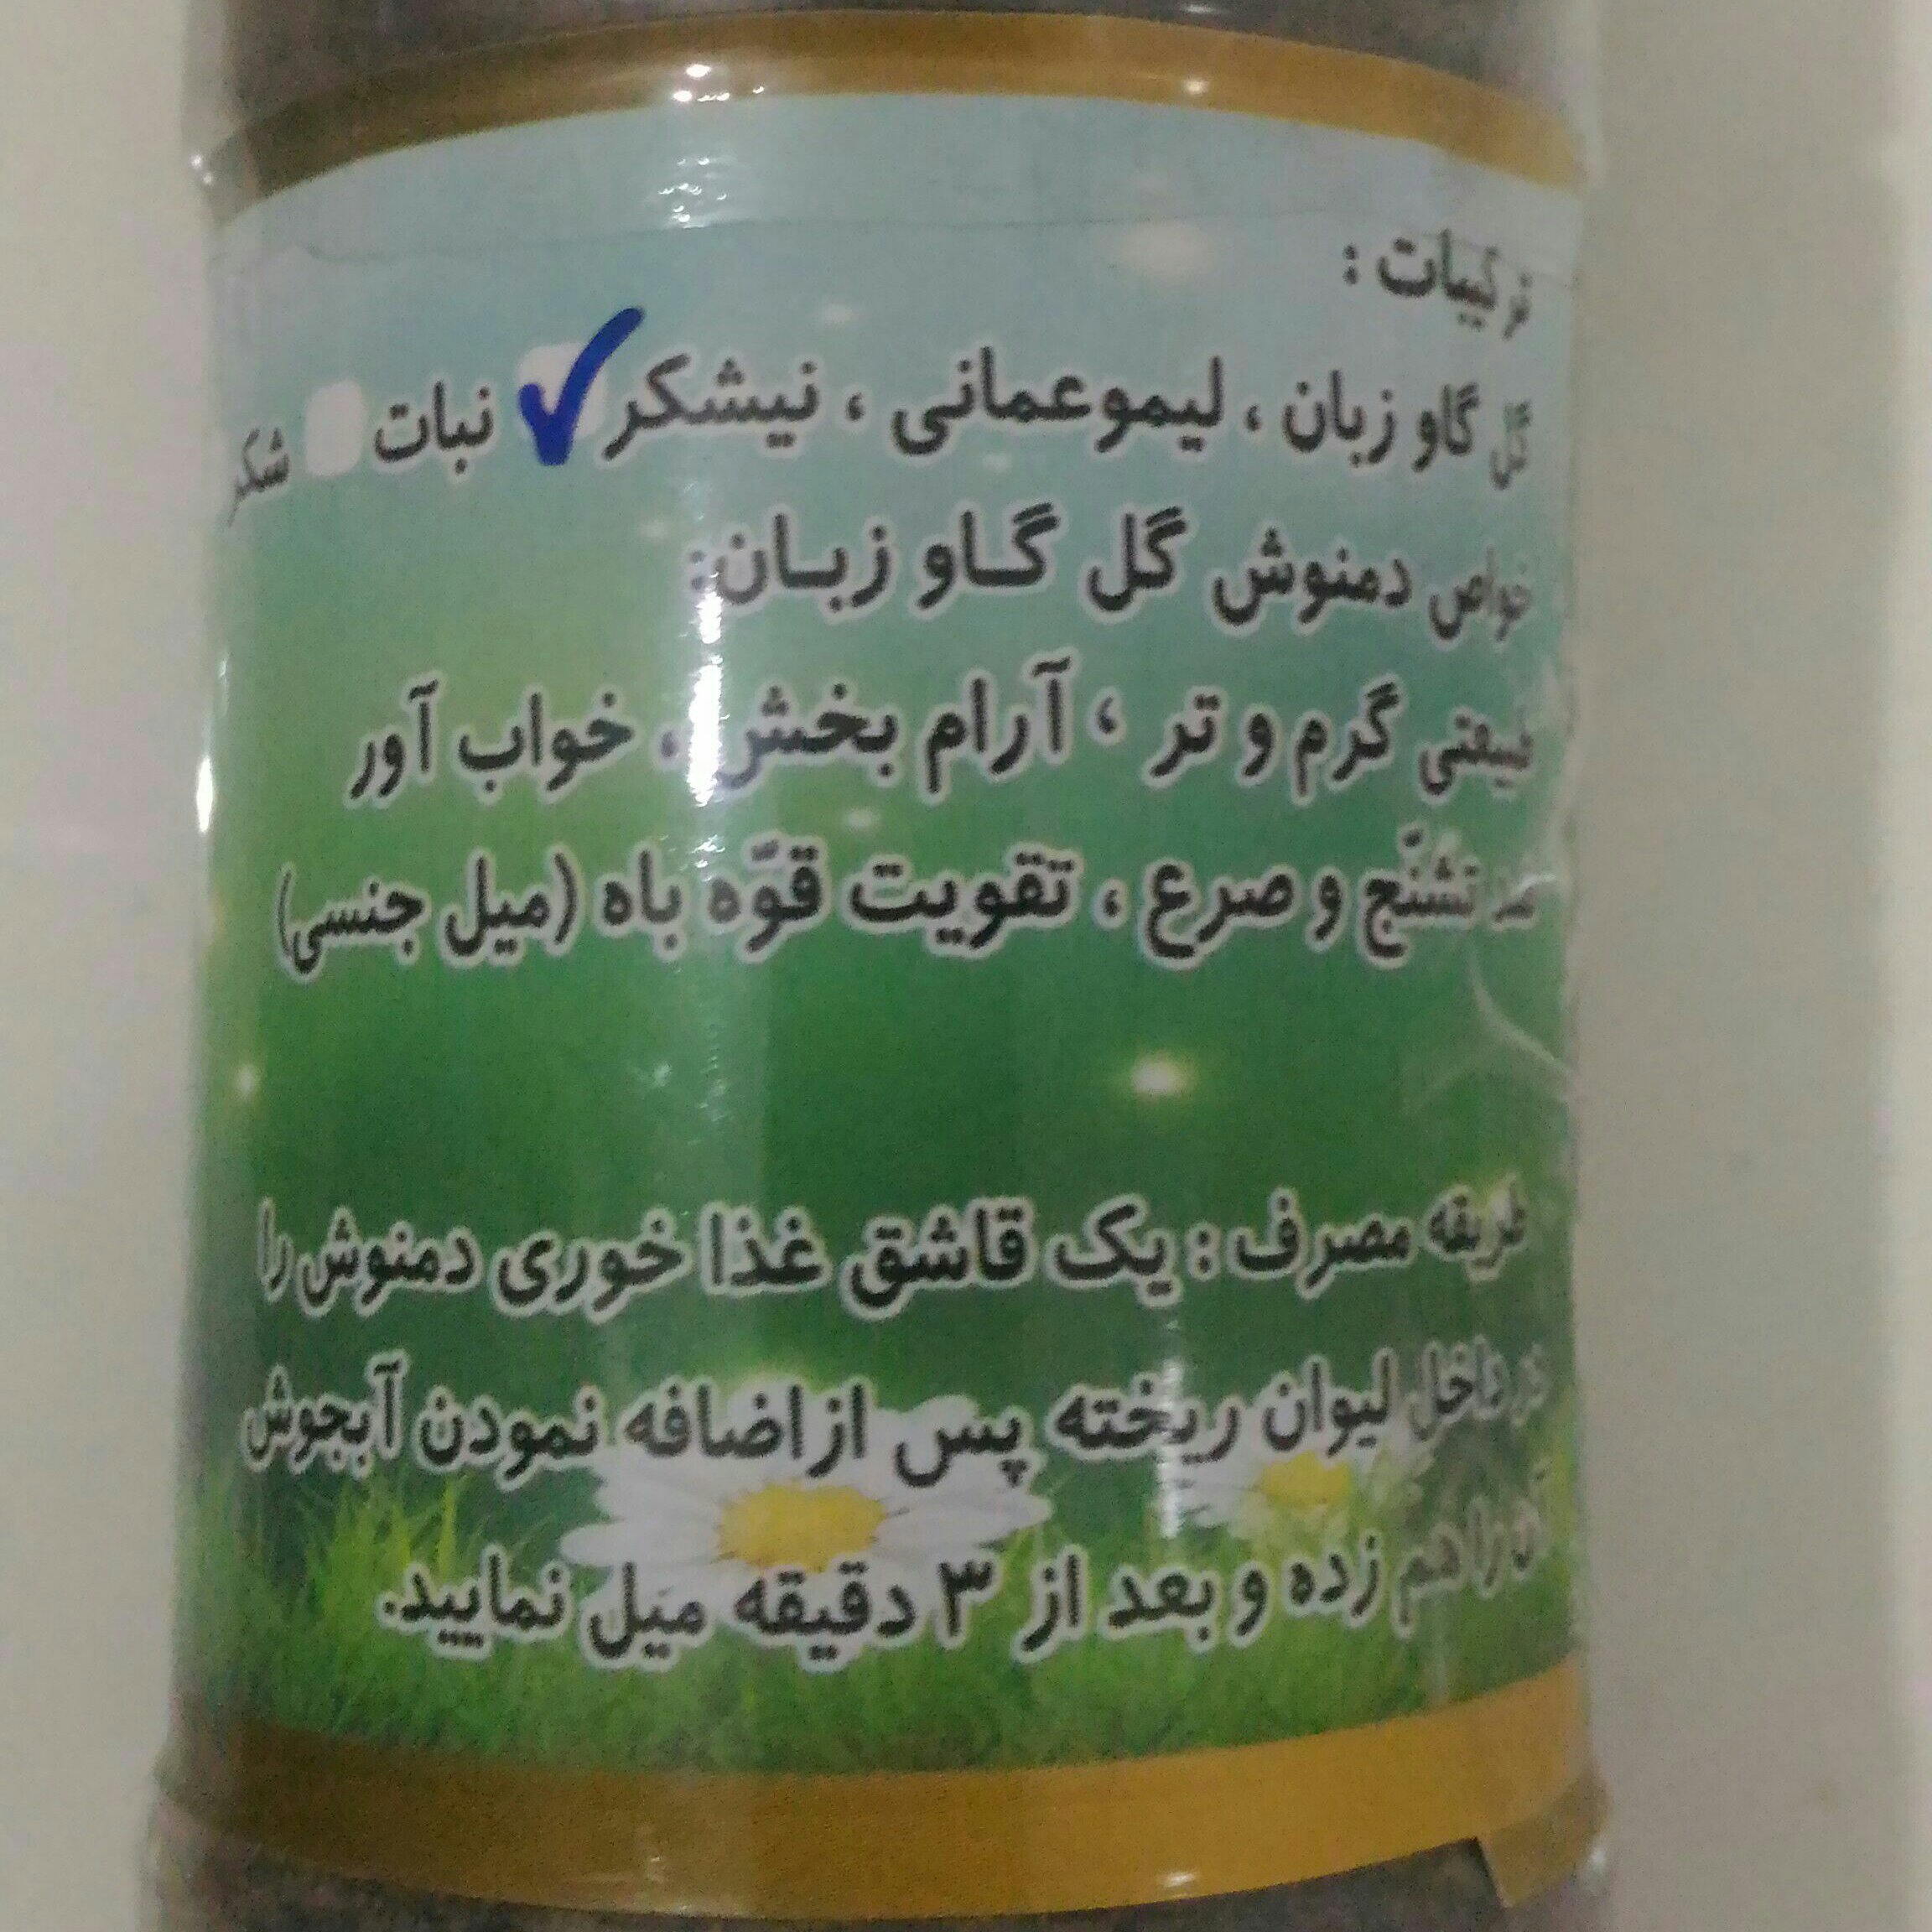 ترکیبات :
گل گاو زبان ، لیموعمانی ، نیشکر ✓ نبات شکر
خواص دمنوش گل گاو زبان:
طبیعتی گرم و تر ، آرام بخش ، خواب آور
ضد تشنّج و صرع ، تقویت قوّه باه (میل جنسی)
طریقه مصرف : یک قاشق غذا خوری دمنوش را
در داخل لیوان ریخته پس ازاضافه نمودن آبجوش
آن را هم زده و بعد از ۳ دقیقه میل نمایید.